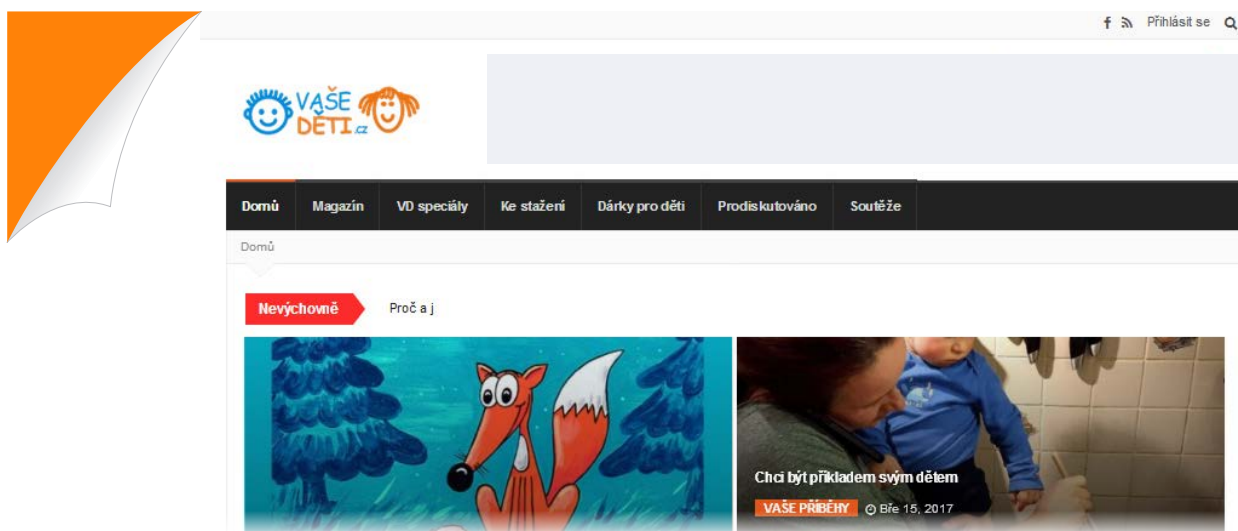 Přihlásit se
VAŠE
DĚTI.cz
Domů Magazín VD speciály Ke stažení Dárky pro děti Prodiskutováno Soutěže
Domů
Nevýchovně Proč a j
Chci být příkladem svým dětem
VAŠE PŘÍBĚHY Bře 15, 2017